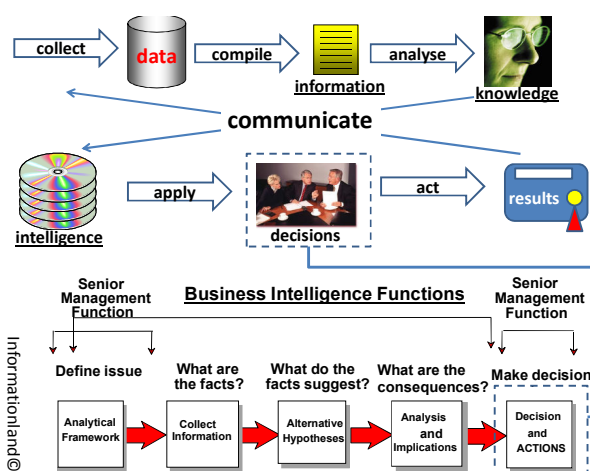 collect
data
compile
information
analyse
knowledge
communicate
intelligence
apply
decisions
act
results
Senior
Management
Function
Business Intelligence Functions
Senior
Management
Function
Define issue
What are
the facts?
What do the
facts suggest?
What are the
consequences?
Make decision
Analytical
Framework
Collect
Information
Alternative
Hypotheses
Analysis
and
Implications
Decision
and
ACTIONS
Informationland©